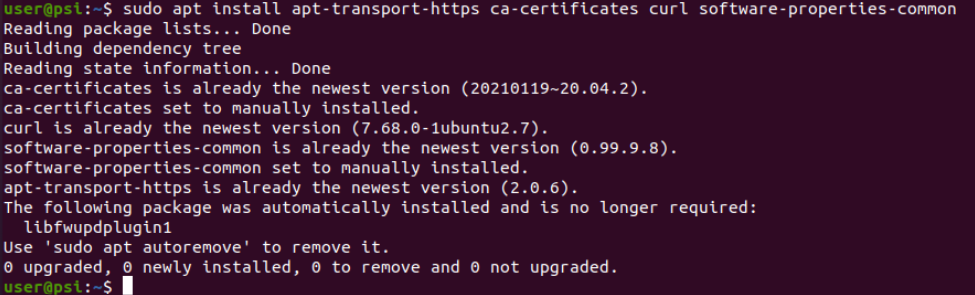 user@psi:~$ sudo apt install apt-transport-https ca-certificates curl software-properties-common
Reading package lists... Done
Building dependency tree
Reading state information... Done
ca-certificates is already the newest version (20210119~20.04.2).
ca-certificates set to manually installed.
curl is already the newest version (7.68.0-1ubuntu2.7).
software-properties-common is already the newest version (0.99.9.8).
software-properties-common set to manually installed.
apt-transport-https is already the newest version (2.0.6).
The following package was automatically installed and is no longer required:
  libfwupdplugin1
Use 'sudo apt autoremove' to remove it.
0 upgraded, 0 newly installed, 0 to remove and 0 not upgraded.
user@psi:~$